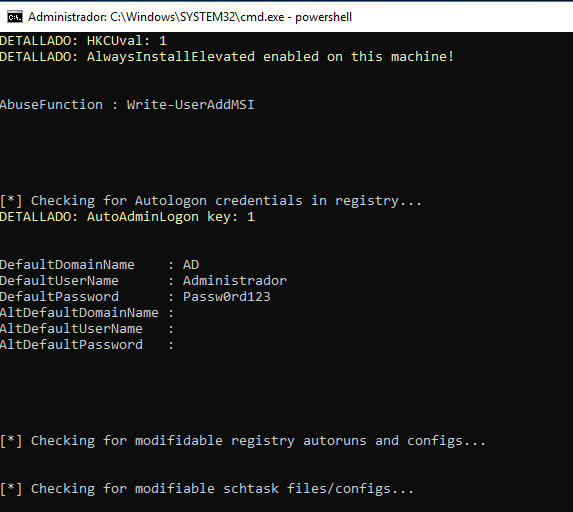 Administrador: C:\Windows\SYSTEM32\cmd.exe - powershell
DETALLADO: HKCUval: 1
DETALLADO: AlwaysInstallElevated enabled on this machine!
AbuseFunction : Write-UserAddMSI
[*] Checking for Autologon credentials in registry...
DETALLADO: AutoAdminLogon key: 1
DefaultDomainName    : AD
DefaultUserName      : Administrador
DefaultPassword      : Passw0rd123
AltDefaultDomainName :
AltDefaultUserName   :
AltDefaultPassword   :
[*] Checking for modifidable registry autoruns and configs...
[*] Checking for modifiable schtask files/configs...